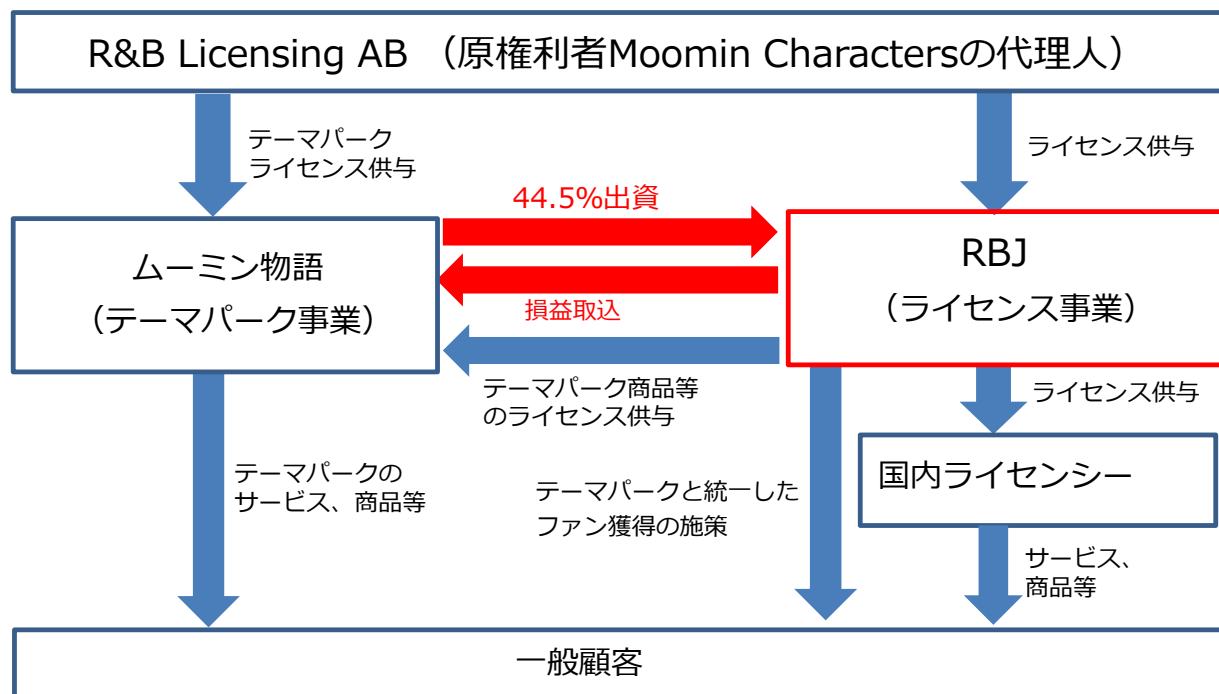 R&B Licensing AB （原権利者Moomin Charactersの代理人）
テーマパーク
ライセンス供与
ライセンス供与
44.5%出資
ムーミン物語
（テーマパーク事業）
RBJ
（ライセンス事業）
損益取込
テーマパーク商品等
のライセンス供与
ライセンス供与
国内ライセンシー
テーマパークの
サービス、商品等
テーマパークと統一した
ファン獲得の施策
サービス、
商品等
一般顧客